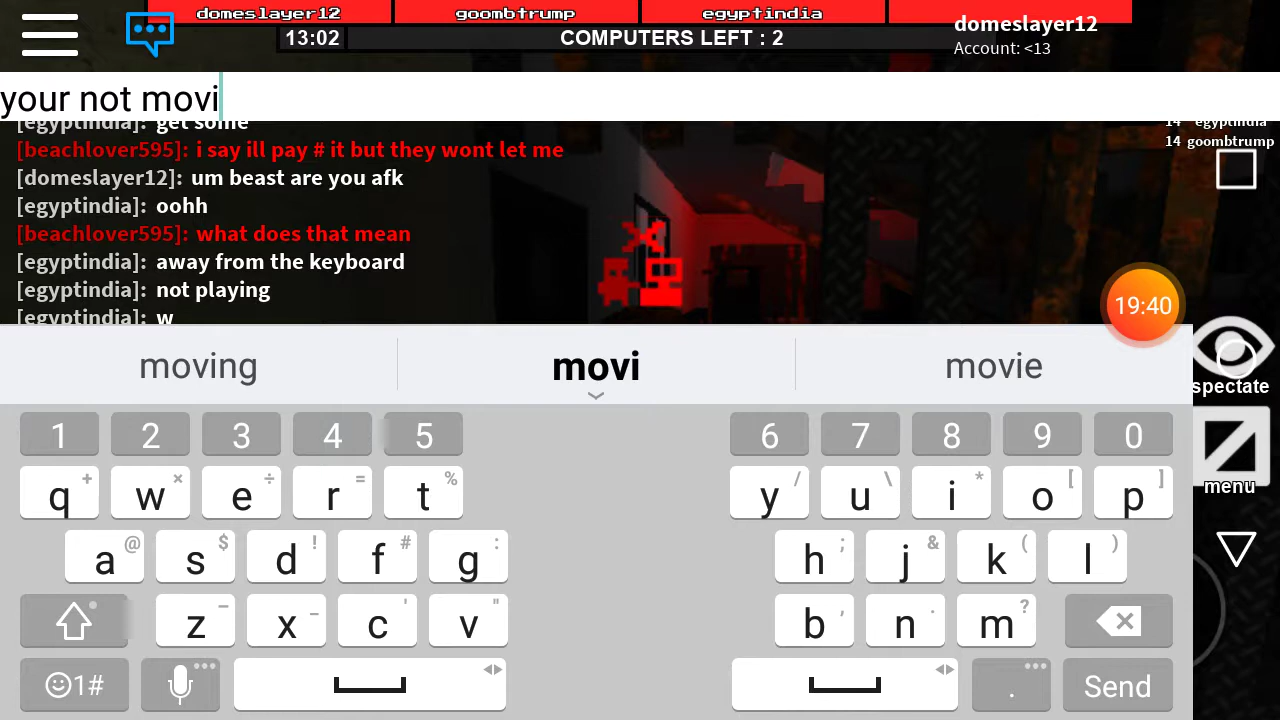 domeslayer12 goombtrump egyptindia
domeslayer12
13:02 COMPUTERS LEFT : 2
Account: <13
your not movi
[egyptindia]: get some
14 egyptindia
14 goombtrump
[beachlover595]: i say ill pay # it but they wont let me
[domeslayer12]: um beast are you afk
[egyptindia]: oohh
[beachlover595]: what does that mean
[egyptindia]: away from the keyboard
[egyptindia]: not playing
[egyptindia]: w
19:40
spectate
menu
moving movi movie
1 2 3 4 5 6 7 8 9 0
q + w × e ÷ r = t % y / u \ i * o [ p ]
a @ s $ d ! f # g : h ; j & k ( l )
z – x _ c ' v " b , n . m ?
1# . Send